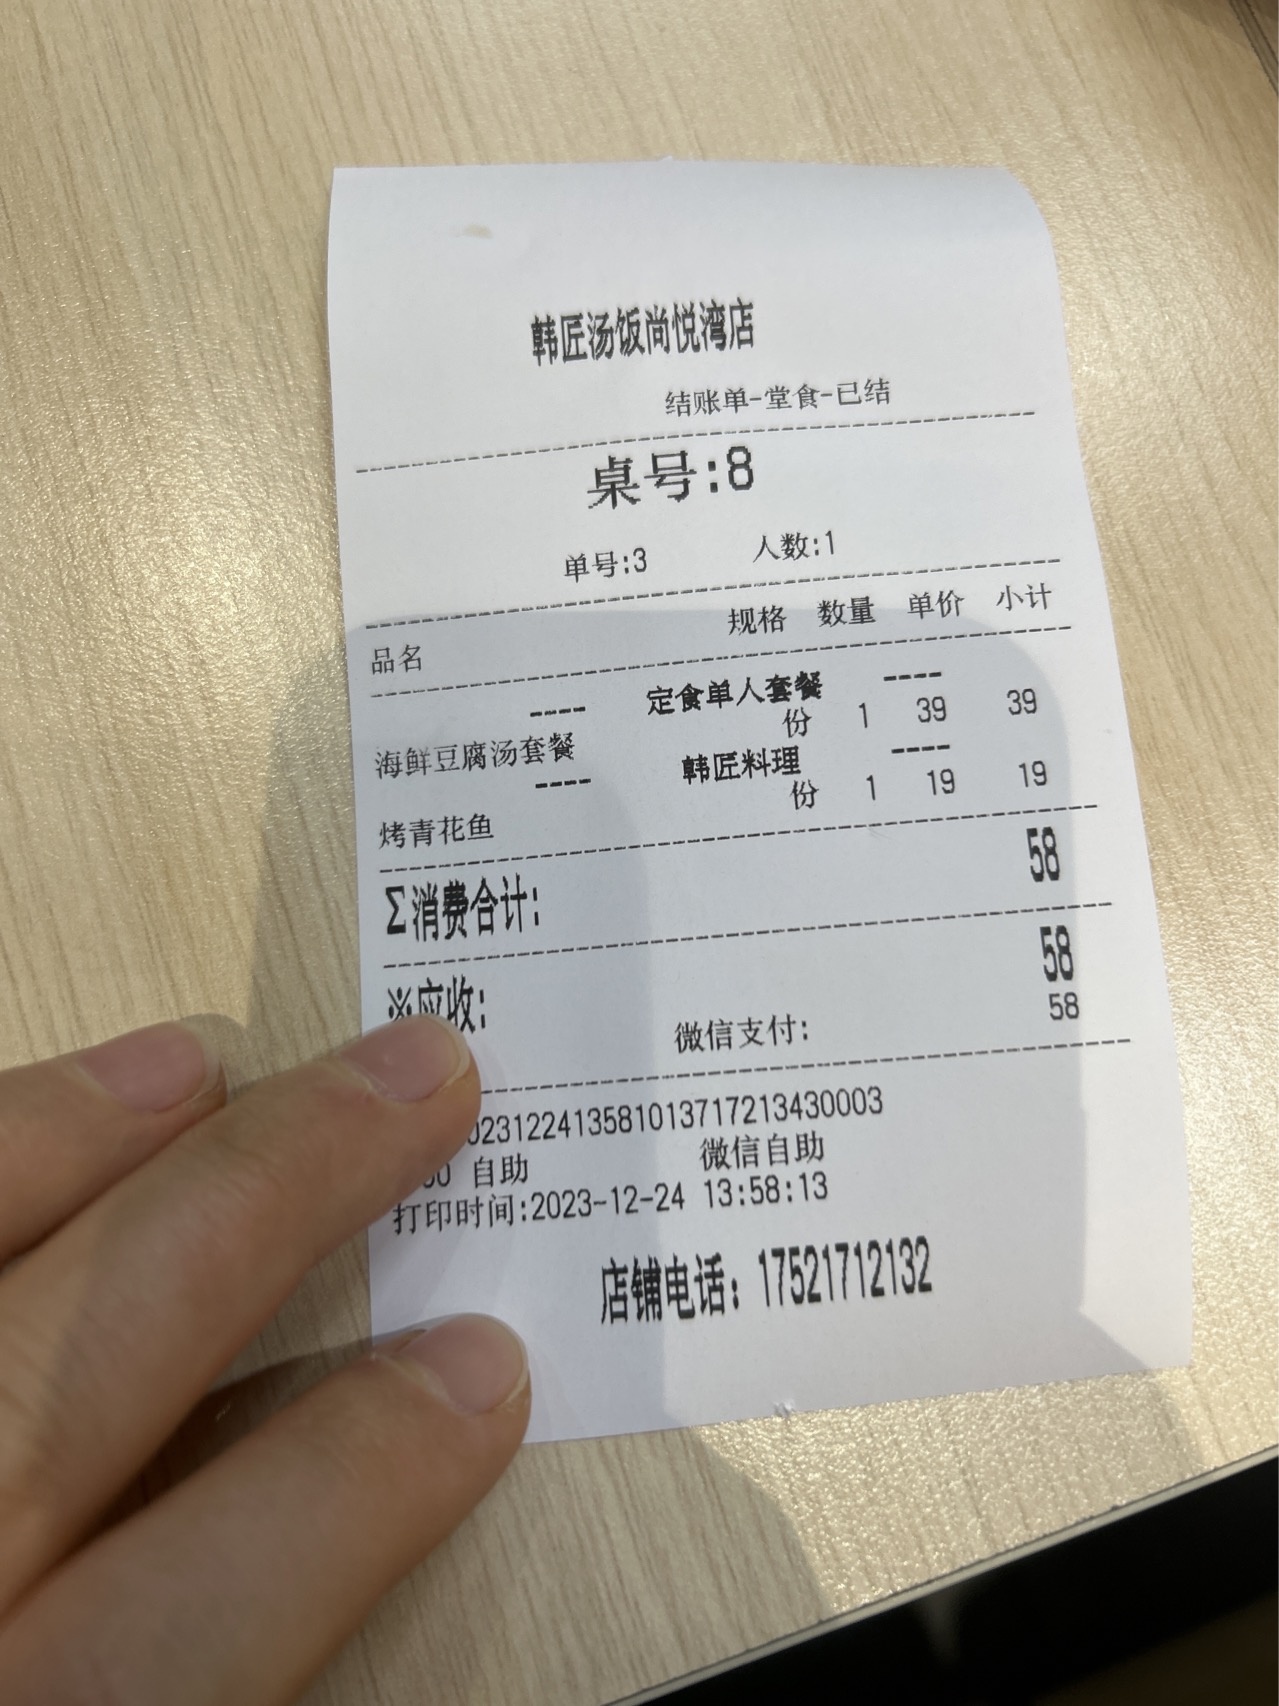 韩匠汤饭尚悦湾店
结账单-堂食-已结
桌号:8
单号:3 人数:1
品名 规格 数量 单价 小计
---- 定食单人套餐 ----
海鲜豆腐汤套餐 份 1 39 39
---- 韩匠料理 ----
烤青花鱼 份 1 19 19
Σ消费合计: 58
※应收: 58
微信支付: 58
023122413581013717213430003
自助 微信自助
打印时间:2023-12-24 13:58:13
店铺电话: 17521712132